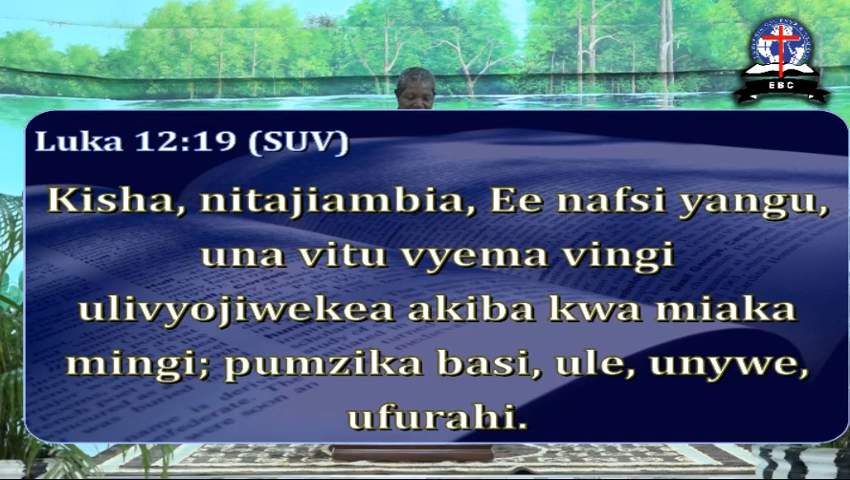 EBC
Luka 12:19 (SUV)
Kisha, nitajiambia, Ee nafsi yangu,
una vitu vyema vingi
ulivyojiwekea akiba kwa miaka
mingi; pumzika basi, ule, unywe,
ufurahi.